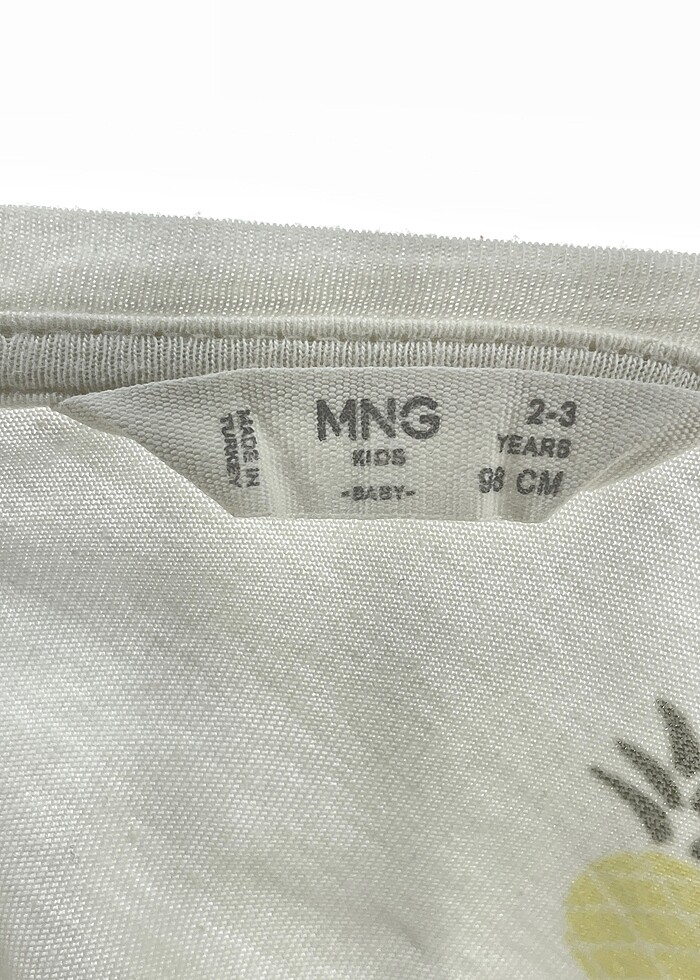 MADE IN
TURKEY
MNG
KIDS
-BABY-
2-3
YEARS
98 CM